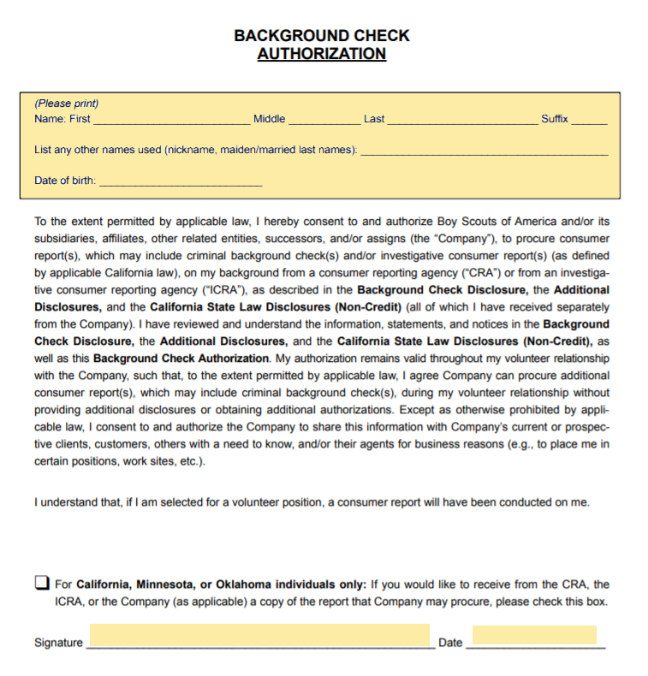 BACKGROUND CHECK
AUTHORIZATION
(Please print)
Name: First ___ Middle ___ Last ___ Suffix ___
List any other names used (nickname, maiden/married last names): ___
Date of birth: ___
To the extent permitted by applicable law, I hereby consent to and authorize Boy Scouts of America and/or its
subsidiaries, affiliates, other related entities, successors, and/or assigns (the “Company”), to procure consumer
report(s), which may include criminal background check(s) and/or investigative consumer report(s) (as defined
by applicable California law), on my background from a consumer reporting agency (“CRA”) or from an investiga-
tive consumer reporting agency (“ICRA”), as described in the Background Check Disclosure, the Additional
Disclosures, and the California State Law Disclosures (Non-Credit) (all of which I have received separately
from the Company). I have reviewed and understand the information, statements, and notices in the Background
Check Disclosure, the Additional Disclosures, and the California State Law Disclosures (Non-Credit), as
well as this Background Check Authorization. My authorization remains valid throughout my volunteer relationship
with the Company, such that, to the extent permitted by applicable law, I agree Company can procure additional
consumer report(s), which may include criminal background check(s), during my volunteer relationship without
providing additional disclosures or obtaining additional authorizations. Except as otherwise prohibited by appli-
cable law, I consent to and authorize the Company to share this information with Company’s current or prospec-
tive clients, customers, others with a need to know, and/or their agents for business reasons (e.g., to place me in
certain positions, work sites, etc.).
I understand that, if I am selected for a volunteer position, a consumer report will have been conducted on me.
For California, Minnesota, or Oklahoma individuals only: If you would like to receive from the CRA, the
ICRA, or the Company (as applicable) a copy of the report that Company may procure, please check this box.
Signature ___ Date ___